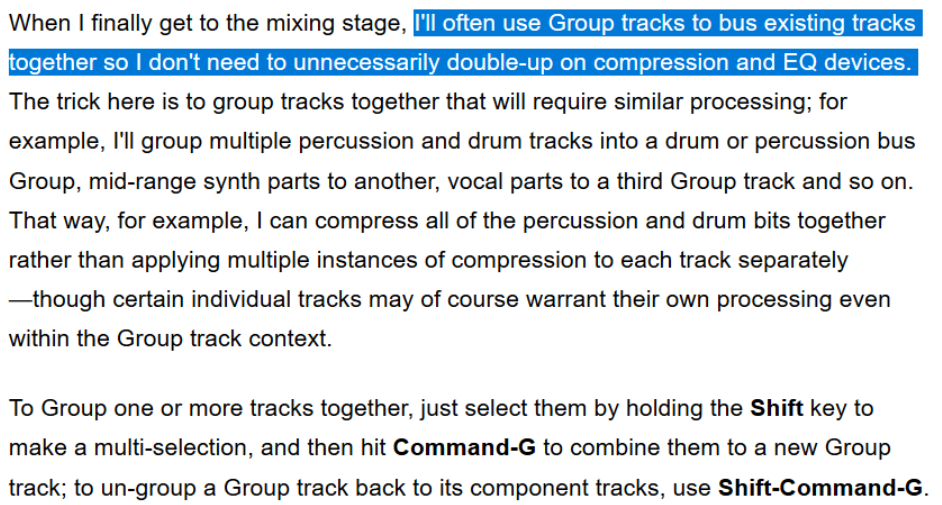 When I finally get to the mixing stage, I'll often use Group tracks to bus existing tracks
together so I don't need to unnecessarily double-up on compression and EQ devices.
The trick here is to group tracks together that will require similar processing; for
example, I'll group multiple percussion and drum tracks into a drum or percussion bus
Group, mid-range synth parts to another, vocal parts to a third Group track and so on.
That way, for example, I can compress all of the percussion and drum bits together
rather than applying multiple instances of compression to each track separately
—though certain individual tracks may of course warrant their own processing even
within the Group track context.
To Group one or more tracks together, just select them by holding the Shift key to
make a multi-selection, and then hit Command-G to combine them to a new Group
track; to un-group a Group track back to its component tracks, use Shift-Command-G.